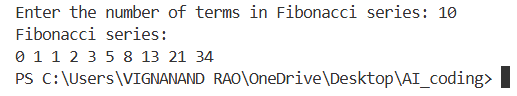 Enter the number of terms in Fibonacci series: 10
Fibonacci series:
0 1 1 2 3 5 8 13 21 34
PS C:\Users\VIGNANAND RAO\OneDrive\Desktop\AI_coding>